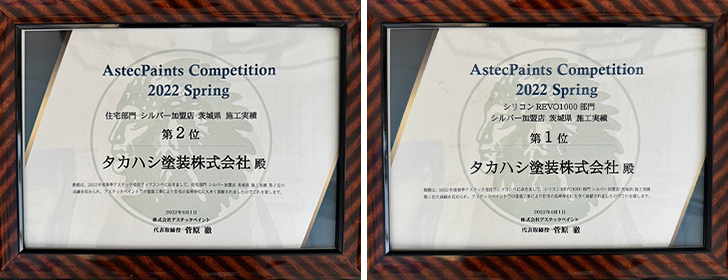 AstecPaints Competition
2022 Spring
住宅部門 シルバー加盟店 茨城県 施工実績
第2位
タカハシ塗装株式会社 殿
2022年6月1日
株式会社アステックペイント
代表取締役 菅原 徹
AstecPaints Competition
2022 Spring
シリコンREVO1000部門
シルバー加盟店 茨城県 施工実績
第1位
タカハシ塗装株式会社 殿
2022年6月1日
株式会社アステックペイント
代表取締役 菅原 徹